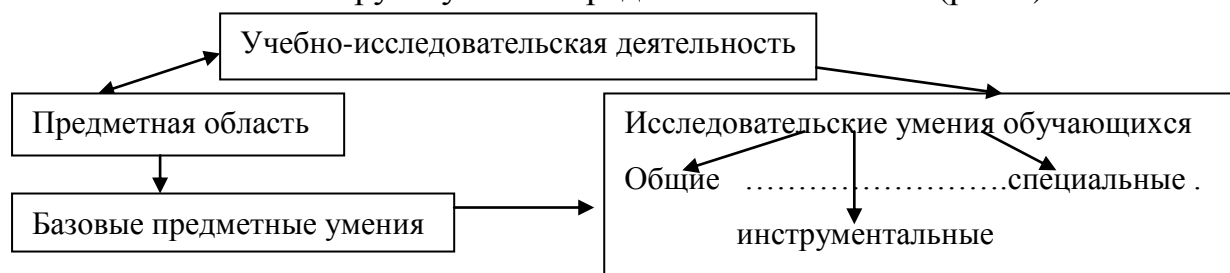 Учебно-исследовательская деятельность
Предметная область
Исследовательские умения обучающихся
Общие ……………………..специальные .
Базовые предметные умения
инструментальные